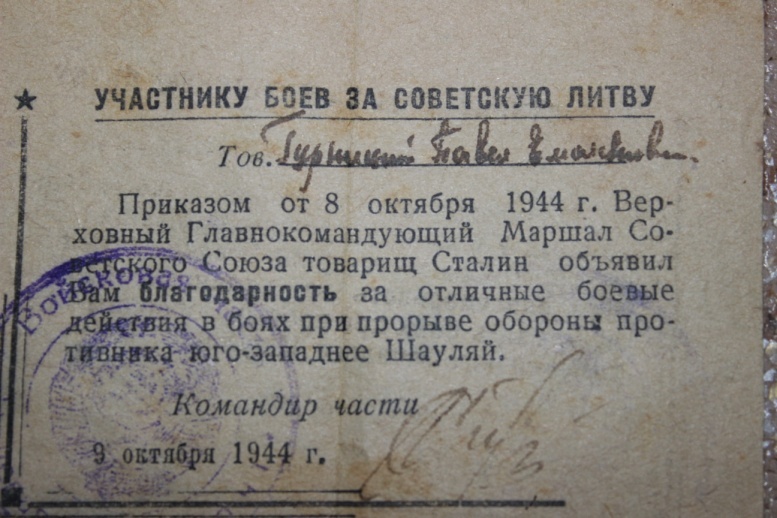 УЧАСТНИКУ БОЕВ ЗА СОВЕТСКУЮ ЛИТВУ
Тов. Павел
Приказом от 8 октября 1944 г. Вер-
ховный Главнокомандующий Маршал Со-
ветского Союза товарищ Сталин объявил
Вам благодарность за отличные боевые
действия в боях при прорыве обороны про-
тивника юго-западнее Шауляй.
Командир части
9 октября 1944 г.
Войсковая